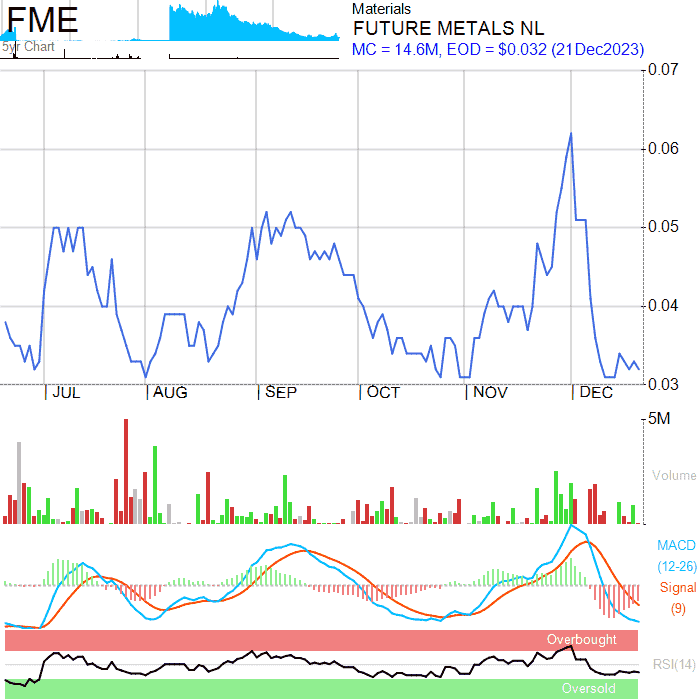 FME
5yr Chart
Materials
FUTURE METALS NL
MC = 14.6M, EOD = $0.032 (21Dec2023)
0.07
0.06
0.05
0.04
0.03
JUL AUG SEP OCT NOV DEC
5M
Volume
MACD
(12-26)
Signal
(9)
Overbought
RSI(14)
Oversold